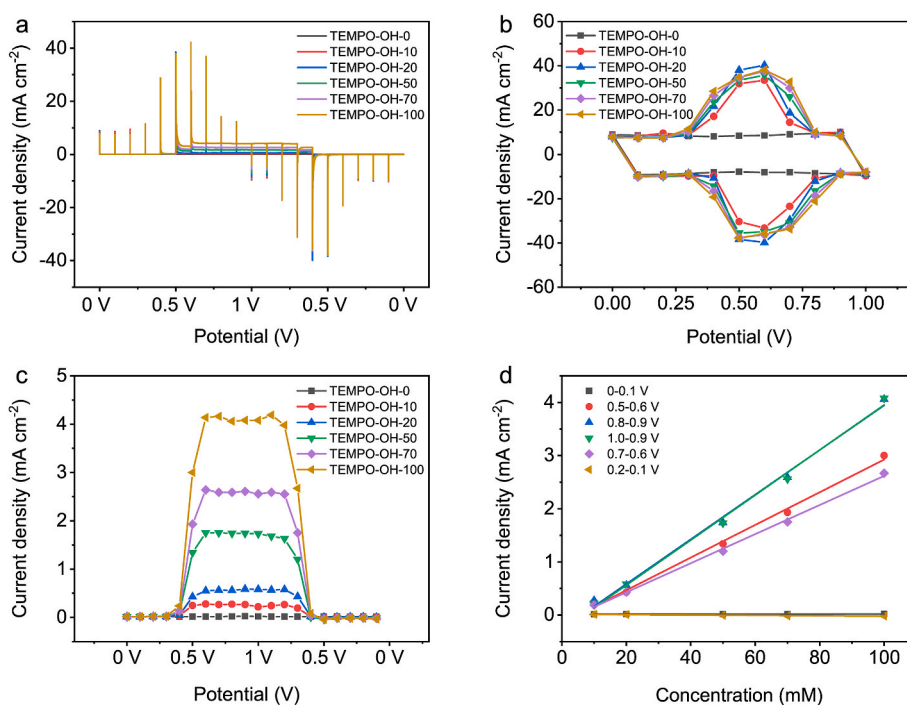 a
Current density (mA cm⁻²)
40
20
0
-20
-40
TEMPO-OH-0
TEMPO-OH-10
TEMPO-OH-20
TEMPO-OH-50
TEMPO-OH-70
TEMPO-OH-100
0 V 0.5 V 1 V 0.5 V 0 V
Potential (V)
b
Current density (mA cm⁻²)
60
40
20
0
-20
-40
-60
TEMPO-OH-0
TEMPO-OH-10
TEMPO-OH-20
TEMPO-OH-50
TEMPO-OH-70
TEMPO-OH-100
0.00 0.25 0.50 0.75 1.00
Potential (V)
c
Current density (mA cm⁻²)
5
4
3
2
1
0
TEMPO-OH-0
TEMPO-OH-10
TEMPO-OH-20
TEMPO-OH-50
TEMPO-OH-70
TEMPO-OH-100
0 V 0.5 V 1 V 0.5 V 0 V
Potential (V)
d
Current density (mA cm⁻²)
4
3
2
1
0
0-0.1 V
0.5-0.6 V
0.8-0.9 V
1.0-0.9 V
0.7-0.6 V
0.2-0.1 V
0 20 40 60 80 100
Concentration (mM)